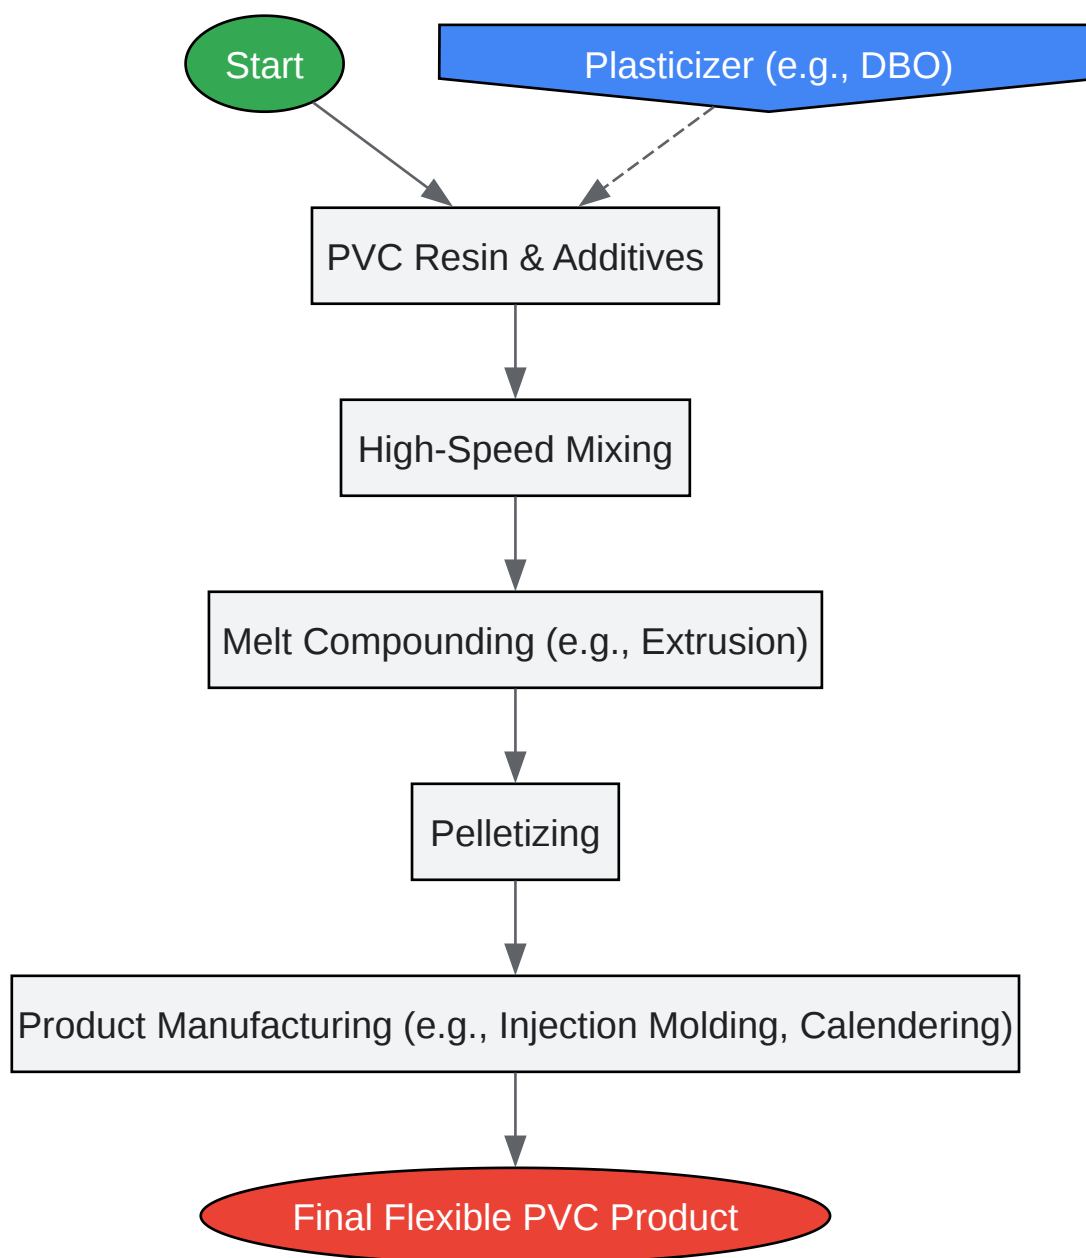 Start
Plasticizer (e.g., DBO)
PVC Resin & Additives
High-Speed Mixing
Melt Compounding (e.g., Extrusion)
Pelletizing
Product Manufacturing (e.g., Injection Molding, Calendering)
Final Flexible PVC Product